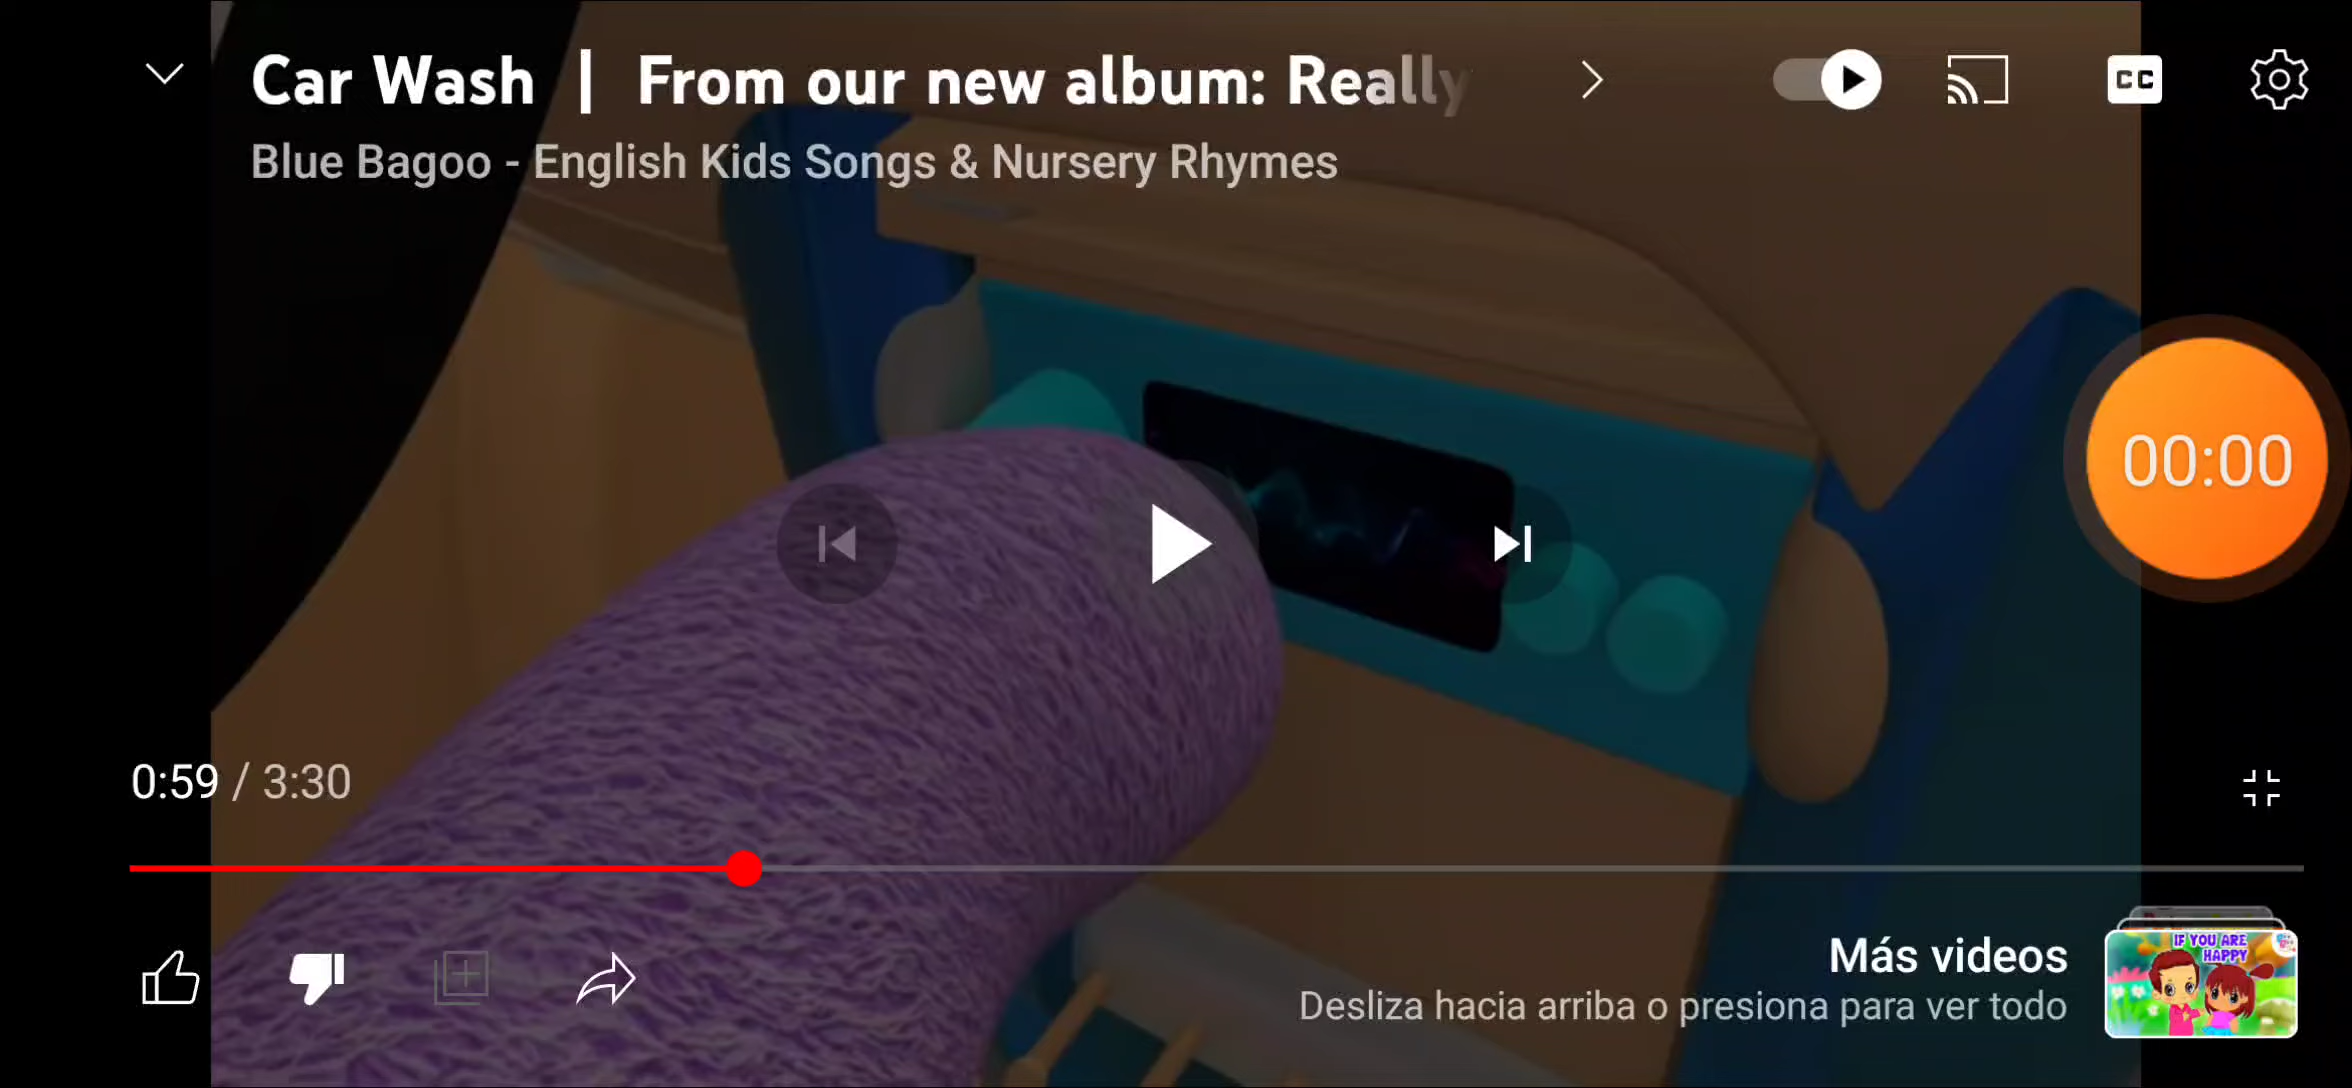 Car Wash | From our new album: Really
CC
Blue Bagoo - English Kids Songs & Nursery Rhymes
00:00
0:59 / 3:30
Más videos
Desliza hacia arriba o presiona para ver todo
IF YOU ARE
HAPPY